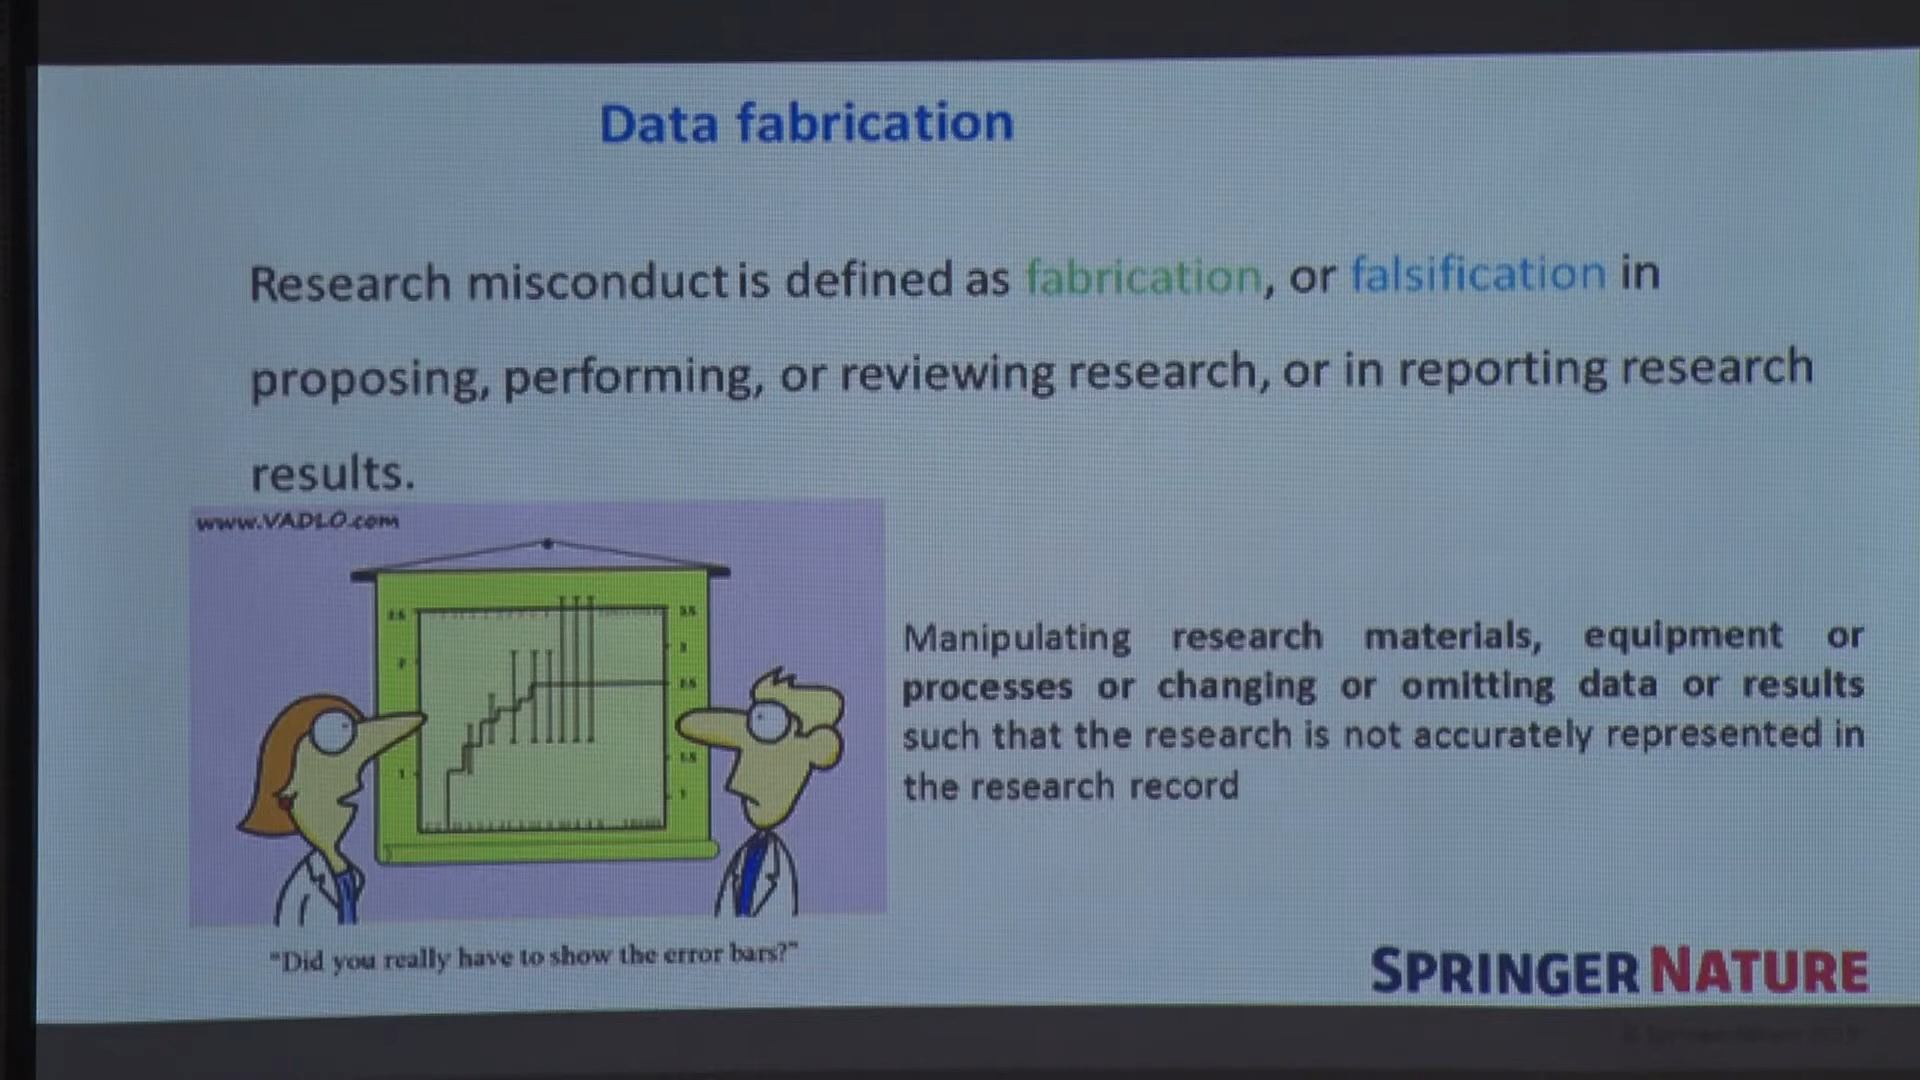 Data fabrication
Research misconduct is defined as fabrication, or falsification in
proposing, performing, or reviewing research, or in reporting research
results.
www.VADLO.com
Manipulating research materials, equipment or
processes or changing or omitting data or results
such that the research is not accurately represented in
the research record
"Did you really have to show the error bars?"
SPRINGER NATURE